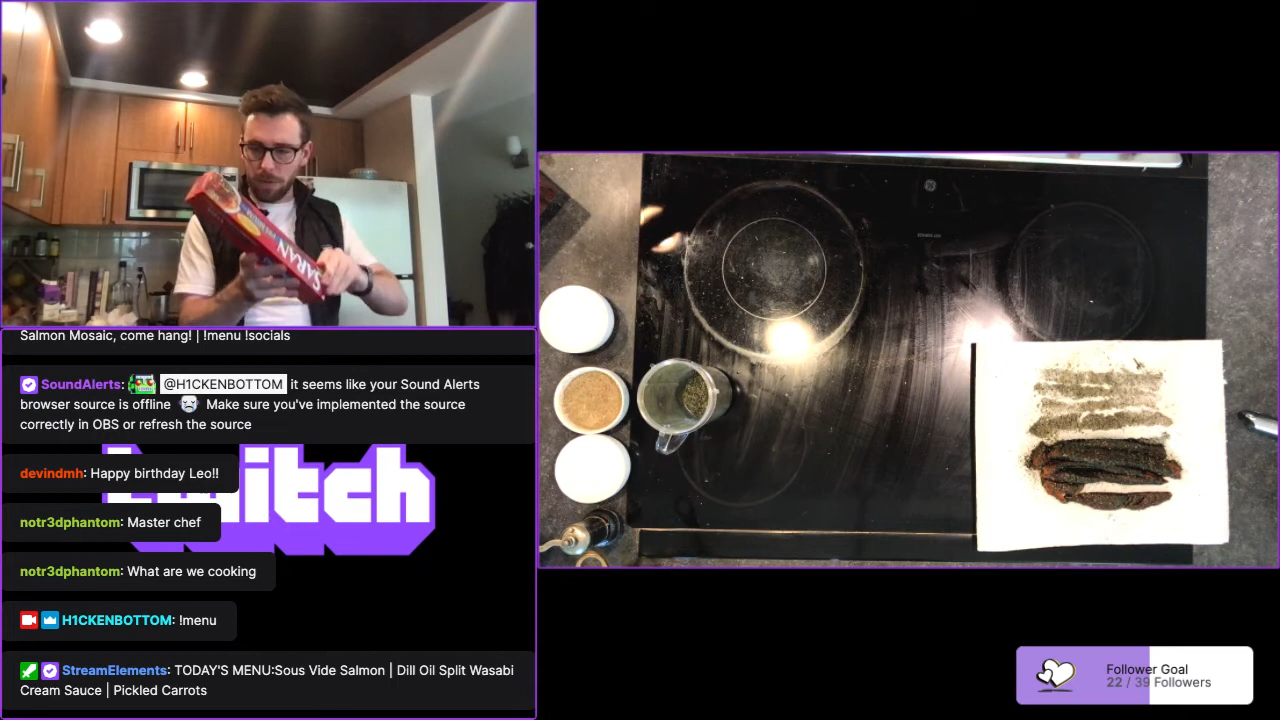 SARAN
Salmon Mosaic, come hang! | !menu !socials
SoundAlerts: @H1CKENBOTTOM it seems like your Sound Alerts
browser source is offline Make sure you've implemented the source
correctly in OBS or refresh the source
devindmh: Happy birthday Leo!!
notr3dphantom: Master chef
notr3dphantom: What are we cooking
H1CKENBOTTOM: !menu
StreamElements: TODAY'S MENU:Sous Vide Salmon | Dill Oil Split Wasabi
Cream Sauce | Pickled Carrots
twitch
Follower Goal
22 / 39 Followers